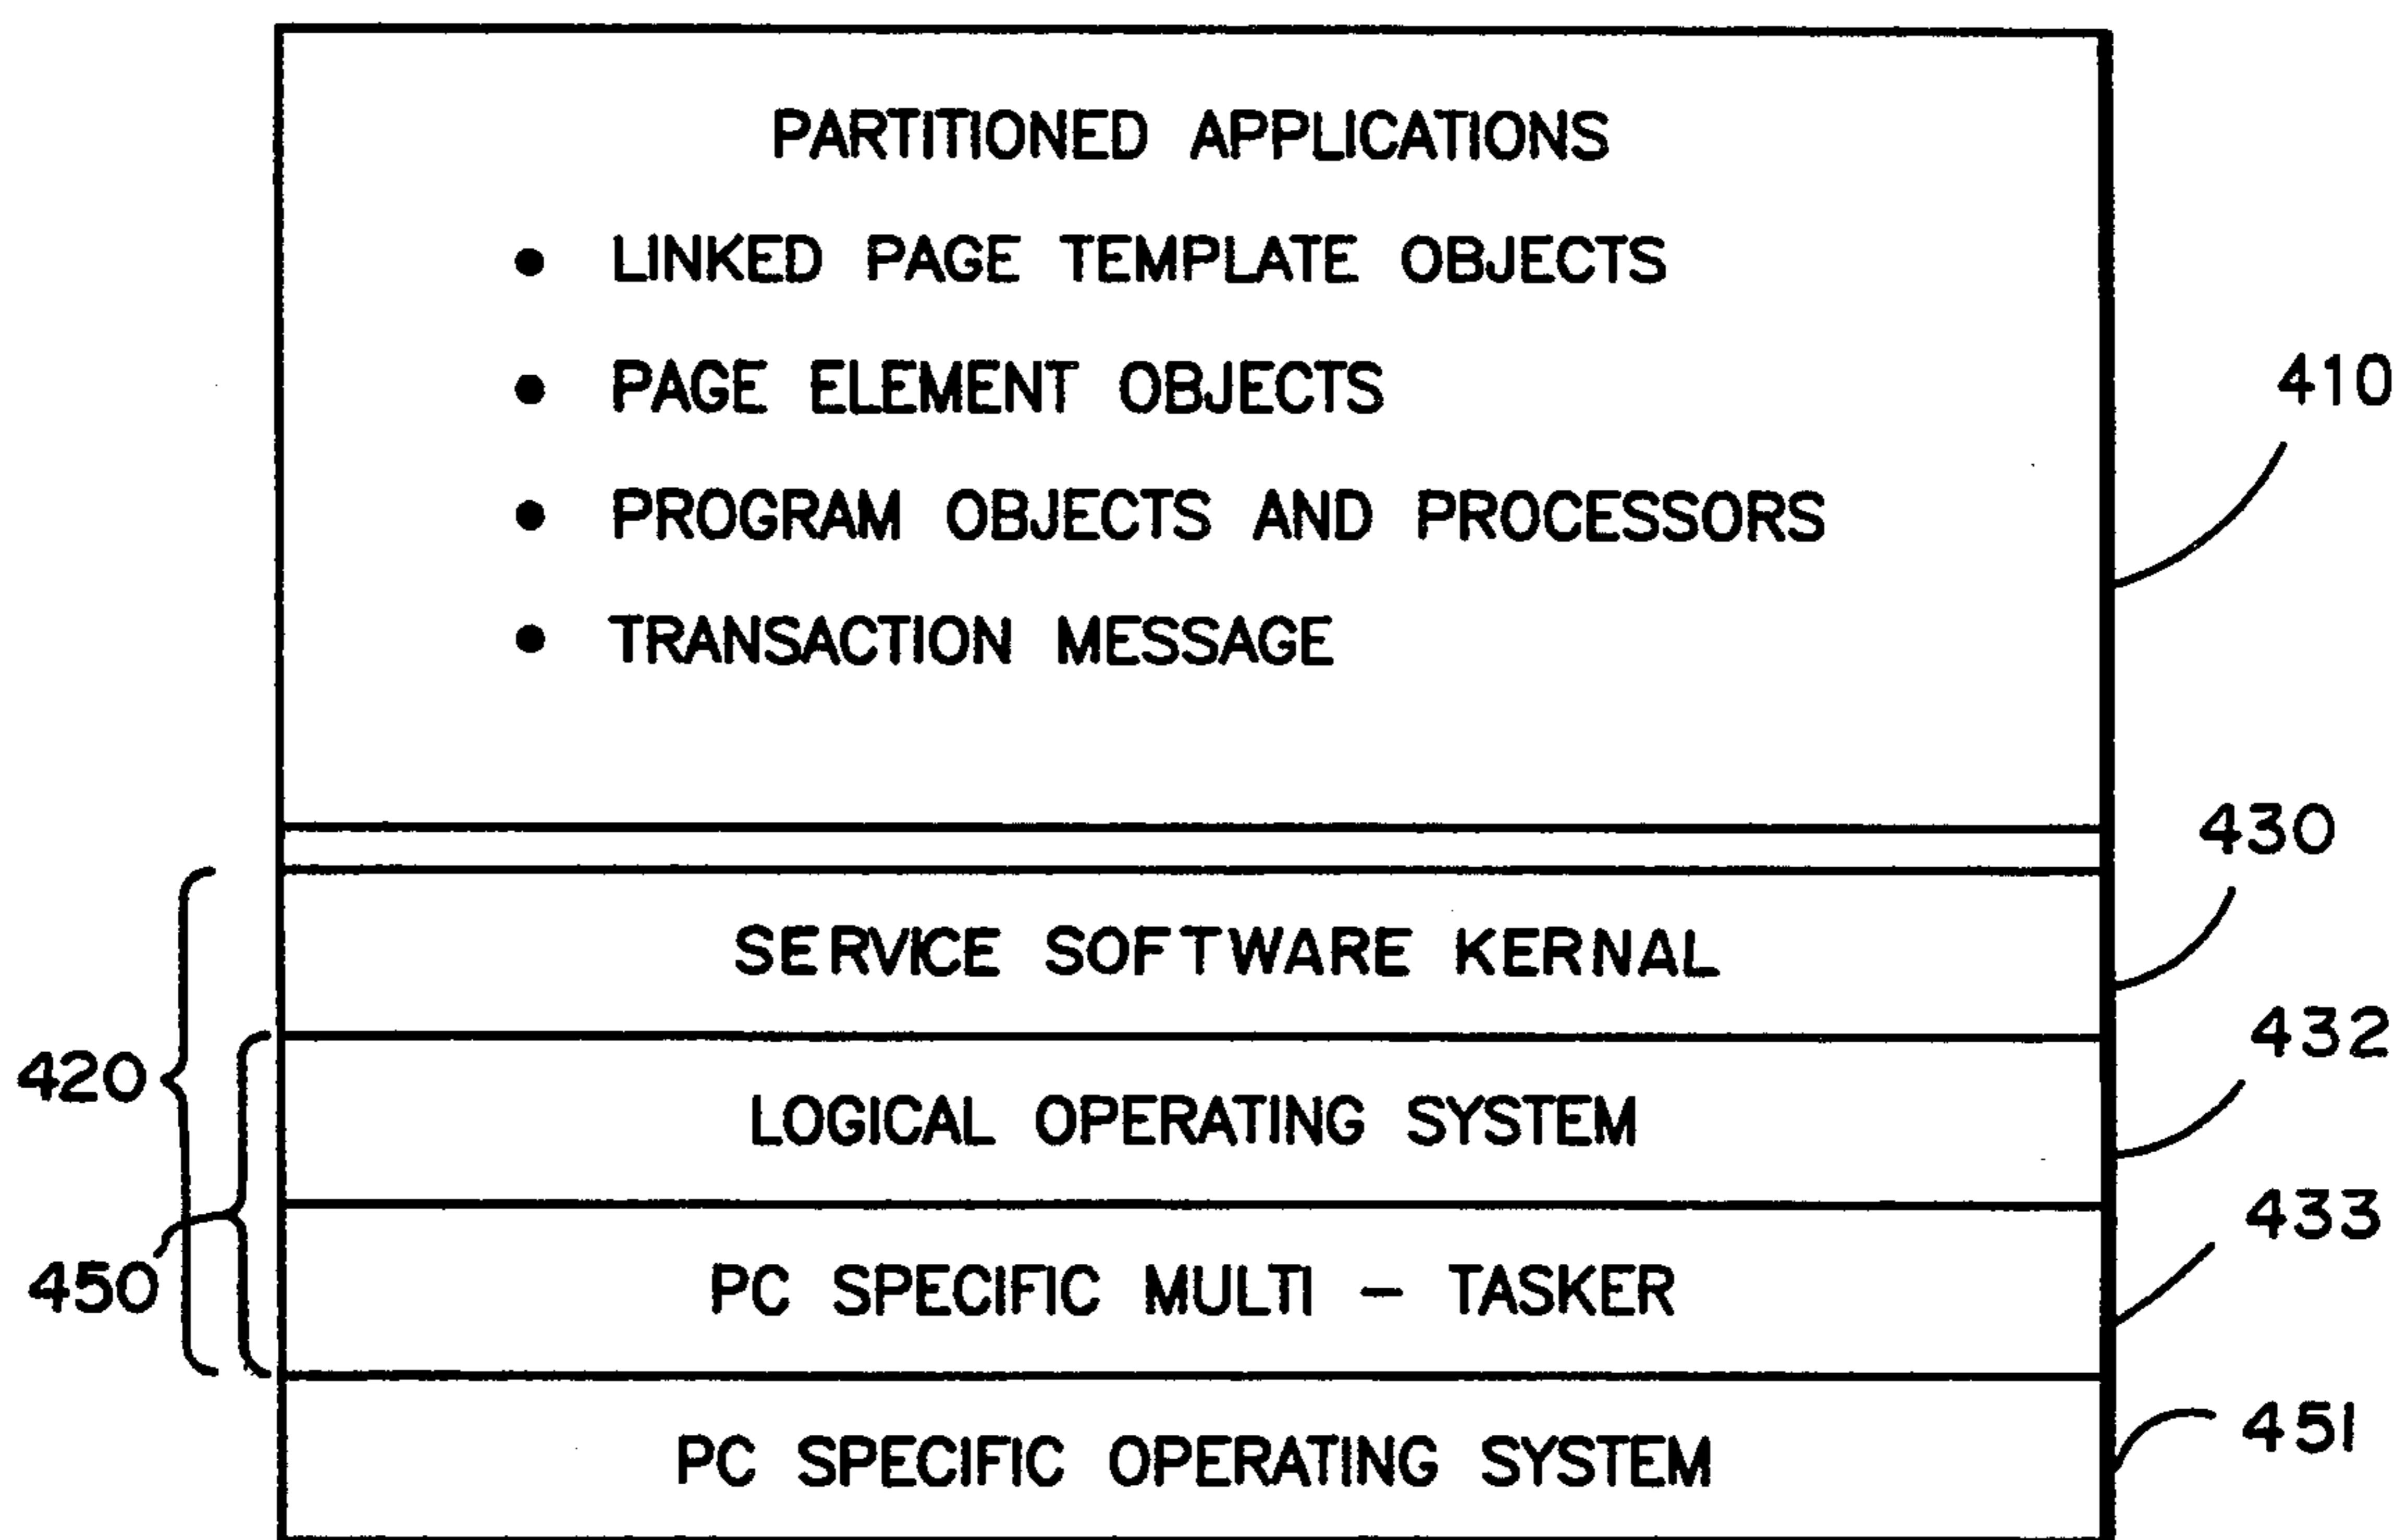 PARTITIONED APPLICATIONS
• LINKED PAGE TEMPLATE OBJECTS
• PAGE ELEMENT OBJECTS
• PROGRAM OBJECTS AND PROCESSORS
• TRANSACTION MESSAGE
410
430
SERVICE SOFTWARE KERNAL
432
420
LOGICAL OPERATING SYSTEM
433
450
PC SPECIFIC MULTI – TASKER
451
PC SPECIFIC OPERATING SYSTEM